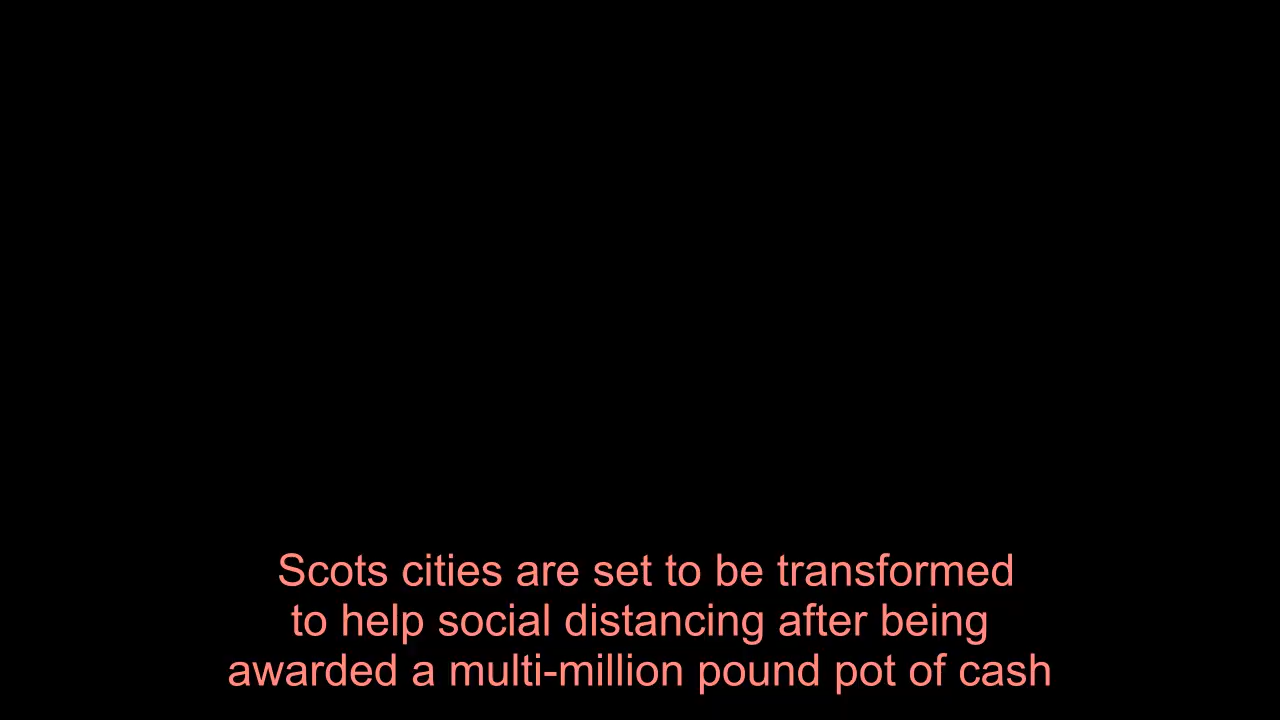 Scots cities are set to be transformed
to help social distancing after being
awarded a multi-million pound pot of cash